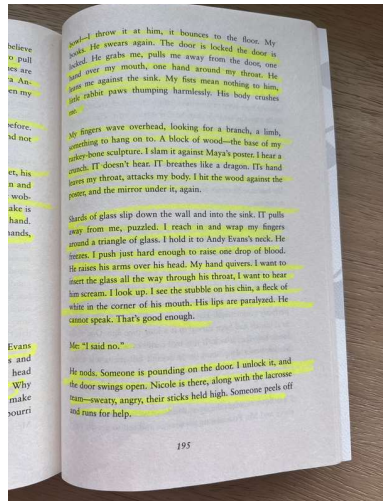 believe
o pull
es are
a An-
en my
efore.
nd not
et, his
n and
wob-
ake is
hand.
hands,
Evans
s and
head
Why
make
pourri
bowl—I throw it at him, it bounces to the floor. My
books. He swears again. The door is locked the door is
locked. He grabs me, pulls me away from the door, one
hand over my mouth, one hand around my throat. He
leans me against the sink. My fists mean nothing to him,
little rabbit paws thumping harmlessly. His body crushes
me.
My fingers wave overhead, looking for a branch, a limb,
something to hang on to. A block of wood—the base of my
turkey-bone sculpture. I slam it against Maya's poster. I hear a
crunch. IT doesn't hear. IT breathes like a dragon. ITs hand
leaves my throat, attacks my body. I hit the wood against the
poster, and the mirror under it, again.
Shards of glass slip down the wall and into the sink. IT pulls
away from me, puzzled. I reach in and wrap my fingers
around a triangle of glass. I hold it to Andy Evans's neck. He
freezes. I push just hard enough to raise one drop of blood.
He raises his arms over his head. My hand quivers. I want to
insert the glass all the way through his throat, I want to hear
him scream. I look up. I see the stubble on his chin, a fleck of
white in the corner of his mouth. His lips are paralyzed. He
cannot speak. That's good enough.
Me: "I said no."
He nods. Someone is pounding on the door. I unlock it, and
the door swings open. Nicole is there, along with the lacrosse
team—sweaty, angry, their sticks held high. Someone peels off
and runs for help.
195